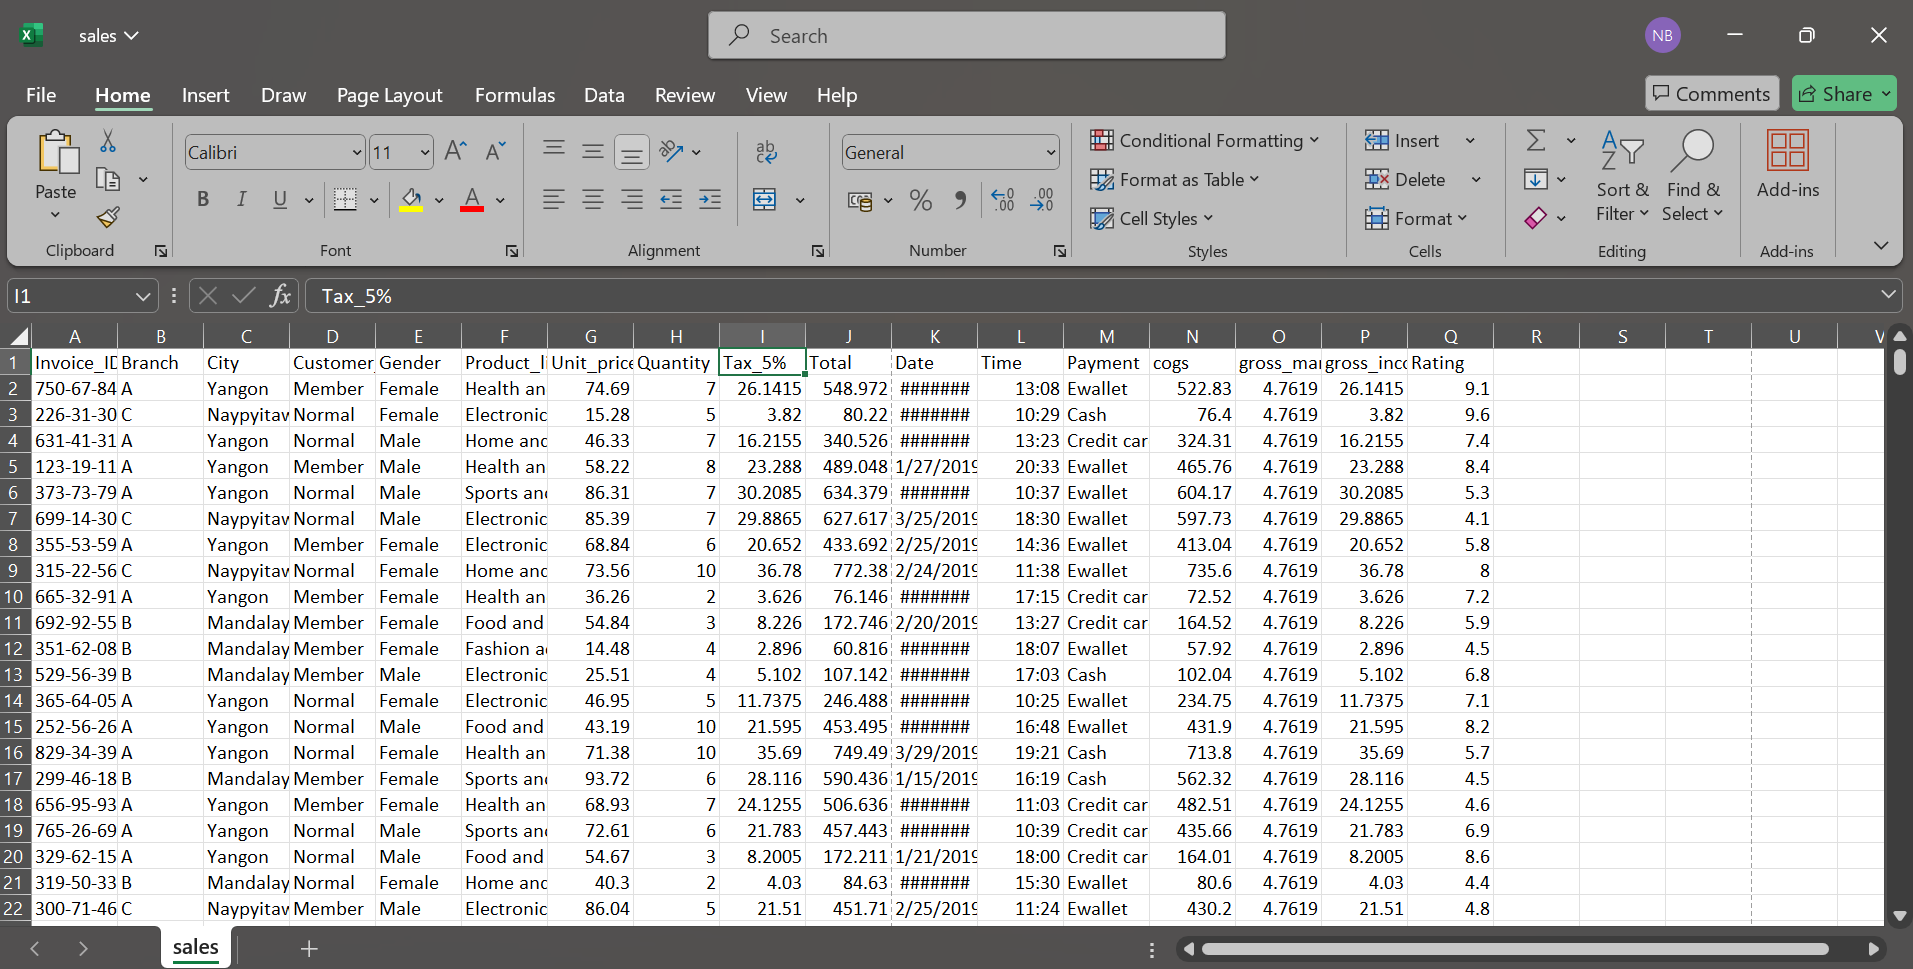 sales
Search
NB
File Home Insert Draw Page Layout Formulas Data Review View Help
Comments Share
Paste
Clipboard
Calibri 11
B I U
Font
ab
Alignment
General
%
Number
Conditional Formatting
Format as Table
Cell Styles
Styles
Insert
Delete
Format
Cells
Sort & Filter
Find & Select
Editing
Add-ins
Add-ins
I1 fx Tax_5%
A B C D E F G H I J K L M N O P Q R S T U V
1 Invoice_ID Branch City Customer_ Gender Product_li Unit_price Quantity Tax_5% Total Date Time Payment cogs gross_mar gross_inco Rating
2 750-67-84 A Yangon Member Female Health an 74.69 7 26.1415 548.972 ####### 13:08 Ewallet 522.83 4.7619 26.1415 9.1
3 226-31-30 C Naypyitaw Normal Female Electronic 15.28 5 3.82 80.22 ####### 10:29 Cash 76.4 4.7619 3.82 9.6
4 631-41-31 A Yangon Normal Male Home and 46.33 7 16.2155 340.526 ####### 13:23 Credit car 324.31 4.7619 16.2155 7.4
5 123-19-11 A Yangon Member Male Health an 58.22 8 23.288 489.048 1/27/2019 20:33 Ewallet 465.76 4.7619 23.288 8.4
6 373-73-79 A Yangon Normal Male Sports and 86.31 7 30.2085 634.379 ####### 10:37 Ewallet 604.17 4.7619 30.2085 5.3
7 699-14-30 C Naypyitaw Normal Male Electronic 85.39 7 29.8865 627.617 3/25/2019 18:30 Ewallet 597.73 4.7619 29.8865 4.1
8 355-53-59 A Yangon Member Female Electronic 68.84 6 20.652 433.692 2/25/2019 14:36 Ewallet 413.04 4.7619 20.652 5.8
9 315-22-56 C Naypyitaw Normal Female Home and 73.56 10 36.78 772.38 2/24/2019 11:38 Ewallet 735.6 4.7619 36.78 8
10 665-32-91 A Yangon Member Female Health an 36.26 2 3.626 76.146 ####### 17:15 Credit car 72.52 4.7619 3.626 7.2
11 692-92-55 B Mandalay Member Female Food and 54.84 3 8.226 172.746 2/20/2019 13:27 Credit car 164.52 4.7619 8.226 5.9
12 351-62-08 B Mandalay Member Female Fashion a 14.48 4 2.896 60.816 ####### 18:07 Ewallet 57.92 4.7619 2.896 4.5
13 529-56-39 B Mandalay Member Male Electronic 25.51 4 5.102 107.142 ####### 17:03 Cash 102.04 4.7619 5.102 6.8
14 365-64-05 A Yangon Normal Female Electronic 46.95 5 11.7375 246.488 ####### 10:25 Ewallet 234.75 4.7619 11.7375 7.1
15 252-56-26 A Yangon Normal Male Food and 43.19 10 21.595 453.495 ####### 16:48 Ewallet 431.9 4.7619 21.595 8.2
16 829-34-39 A Yangon Normal Female Health an 71.38 10 35.69 749.49 3/29/2019 19:21 Cash 713.8 4.7619 35.69 5.7
17 299-46-18 B Mandalay Member Female Sports and 93.72 6 28.116 590.436 1/15/2019 16:19 Cash 562.32 4.7619 28.116 4.5
18 656-95-93 A Yangon Member Female Health an 68.93 7 24.1255 506.636 ####### 11:03 Credit car 482.51 4.7619 24.1255 4.6
19 765-26-69 A Yangon Normal Male Sports and 72.61 6 21.783 457.443 ####### 10:39 Credit car 435.66 4.7619 21.783 6.9
20 329-62-15 A Yangon Normal Male Food and 54.67 3 8.2005 172.211 1/21/2019 18:00 Credit car 164.01 4.7619 8.2005 8.6
21 319-50-33 B Mandalay Normal Female Home and 40.3 2 4.03 84.63 ####### 15:30 Ewallet 80.6 4.7619 4.03 4.4
22 300-71-46 C Naypyitaw Member Male Electronic 86.04 5 21.51 451.71 2/25/2019 11:24 Ewallet 430.2 4.7619 21.51 4.8
sales